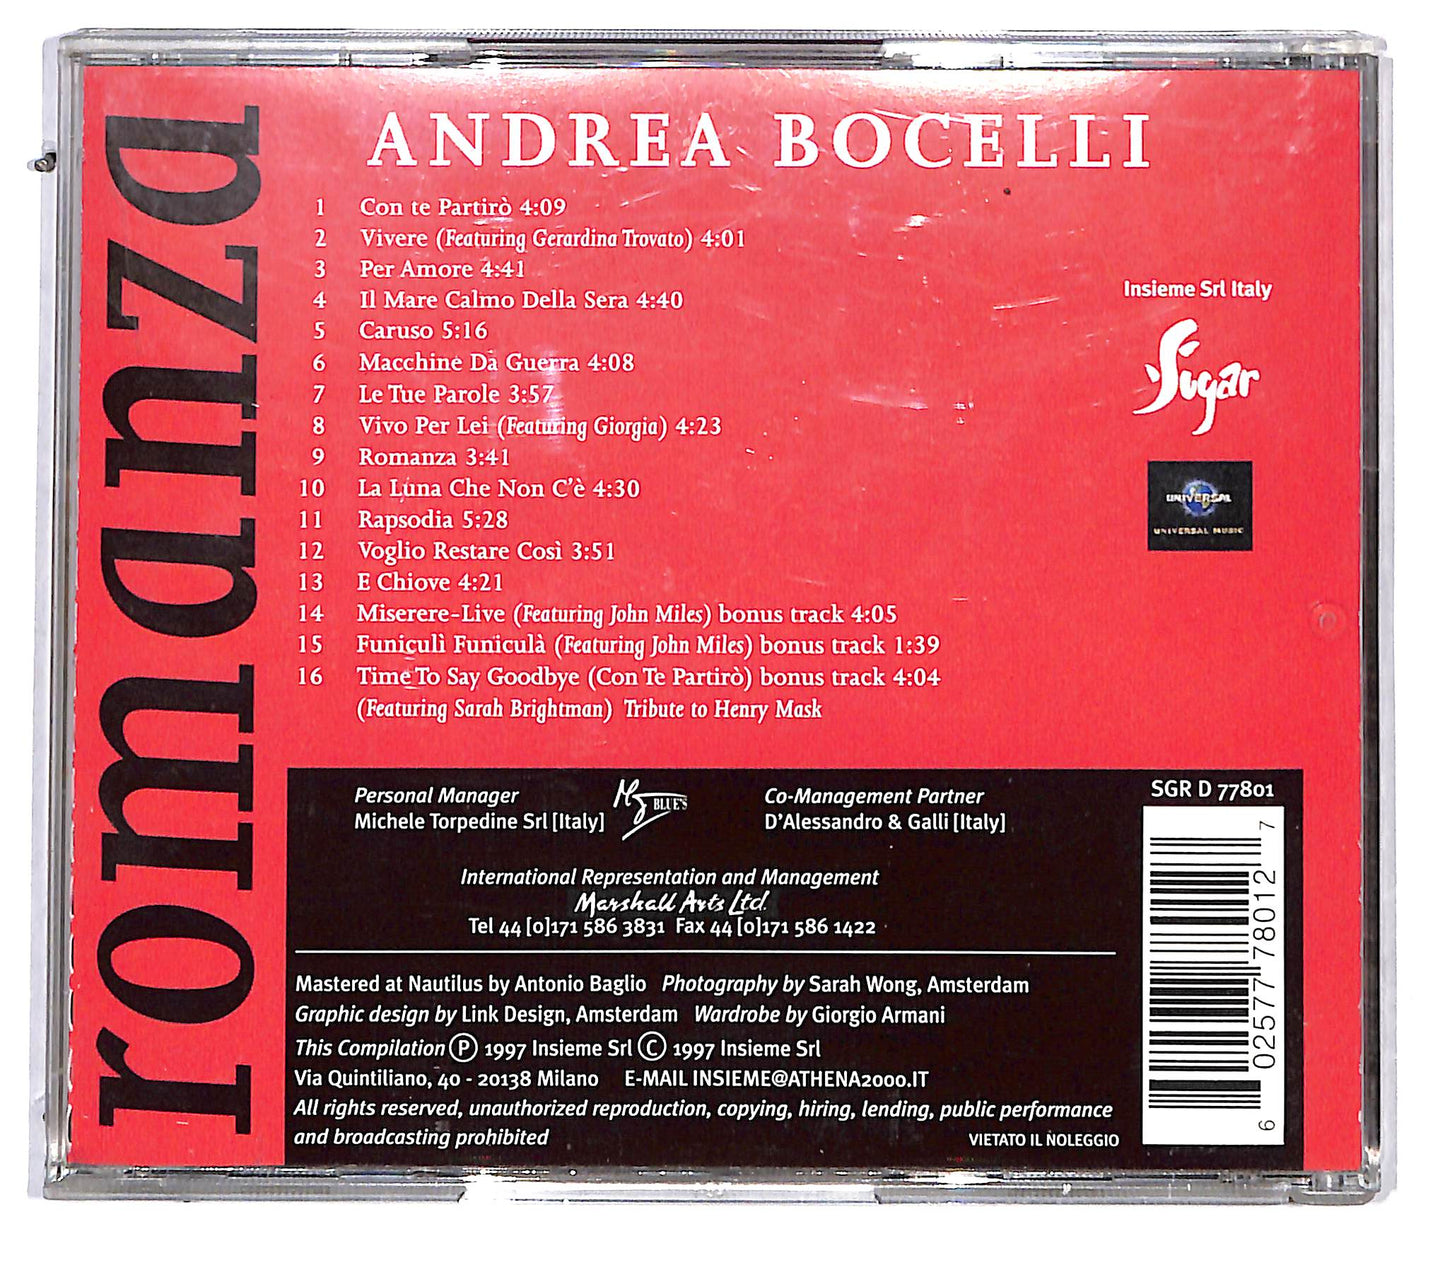 romanza
ANDREA BOCELLI
1 Con te Partirò 4:09
2 Vivere (Featuring Gerardina Trovato) 4:01
3 Per Amore 4:41
4 Il Mare Calmo Della Sera 4:40
5 Caruso 5:16
6 Macchine Da Guerra 4:08
7 Le Tue Parole 3:57
8 Vivo Per Lei (Featuring Giorgia) 4:23
9 Romanza 3:41
10 La Luna Che Non C'è 4:30
11 Rapsodia 5:28
12 Voglio Restare Così 3:51
13 E Chiove 4:21
14 Miserere-Live (Featuring John Miles) bonus track 4:05
15 Funiculì Funiculà (Featuring John Miles) bonus track 1:39
16 Time To Say Goodbye (Con Te Partirò) bonus track 4:04
(Featuring Sarah Brightman) Tribute to Henry Mask
Insieme Srl Italy
Sugar
UNIVERSAL
UNIVERSAL MUSIC
Personal Manager
Michele Torpedine Srl [Italy]
MZ BLUE'S
Co-Management Partner
D'Alessandro & Galli [Italy]
International Representation and Management
Marshall Arts Ltd.
Tel 44 [0]171 586 3831 Fax 44 [0]171 586 1422
SGR D 77801
6 02577 78012 7
Mastered at Nautilus by Antonio Baglio Photography by Sarah Wong, Amsterdam
Graphic design by Link Design, Amsterdam Wardrobe by Giorgio Armani
This Compilation Ⓟ 1997 Insieme Srl © 1997 Insieme Srl
Via Quintiliano, 40 - 20138 Milano E-MAIL INSIEME@ATHENA2000.IT
All rights reserved, unauthorized reproduction, copying, hiring, lending, public performance
and broadcasting prohibited
VIETATO IL NOLEGGIO